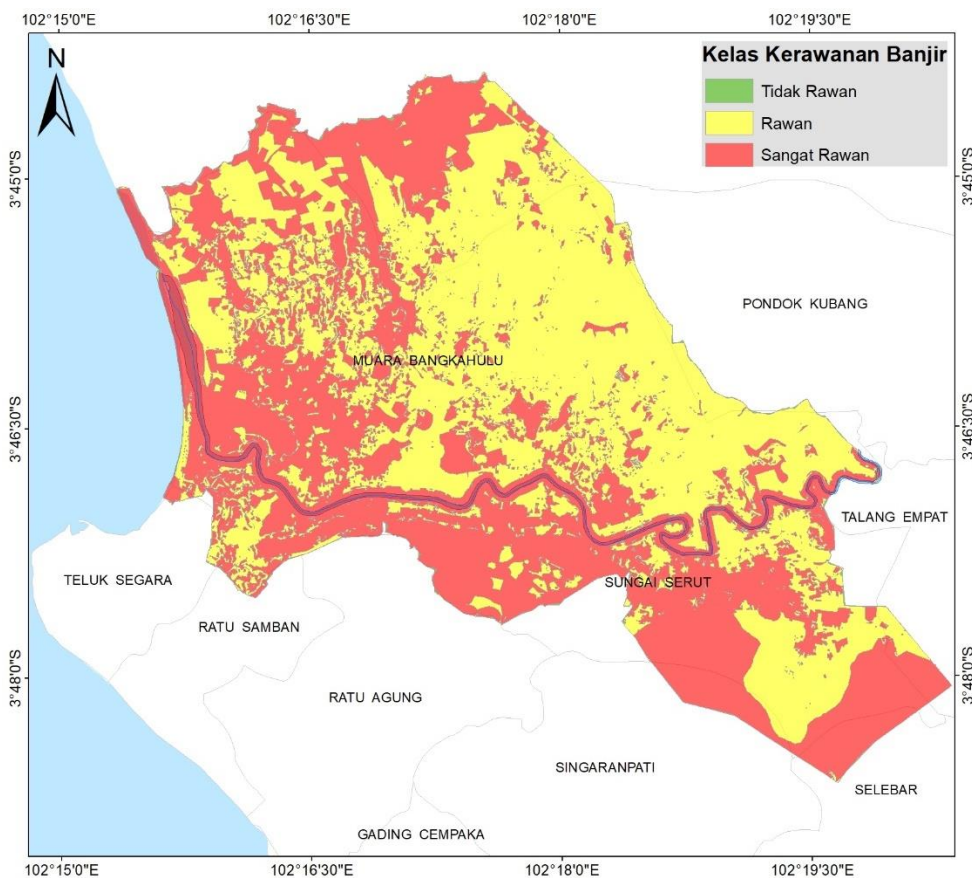 102°15'0"E 102°16'30"E 102°18'0"E 102°19'30"E
N
Kelas Kerawanan Banjir
Tidak Rawan
Rawan
Sangat Rawan
3°45'0"S 3°45'0"S
PONDOK KUBANG
MUARA BANGKAHULU
3°46'30"S 3°46'30"S
TALANG EMPAT
TELUK SEGARA
SUNGAI SERUT
RATU SAMBAN
3°48'0"S 3°48'0"S
RATU AGUNG
SINGARANPATI
SELEBAR
GADING CEMPAKA
102°15'0"E 102°16'30"E 102°18'0"E 102°19'30"E